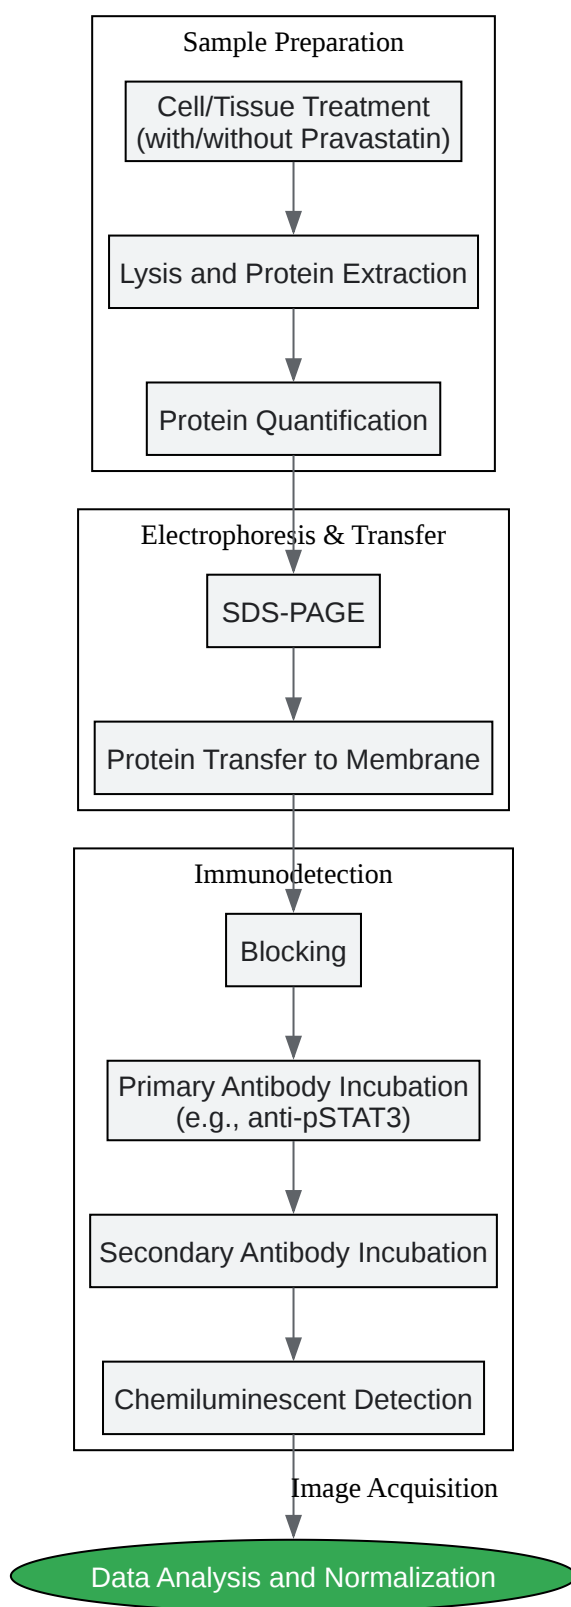 Sample Preparation
Cell/Tissue Treatment
(with/without Pravastatin)
Lysis and Protein Extraction
Protein Quantification
Electrophoresis & Transfer
SDS-PAGE
Protein Transfer to Membrane
Immunodetection
Blocking
Primary Antibody Incubation
(e.g., anti-pSTAT3)
Secondary Antibody Incubation
Chemiluminescent Detection
Image Acquisition
Data Analysis and Normalization